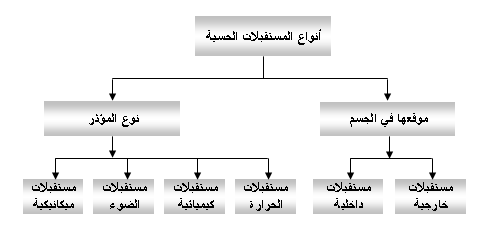 أنواع المستقبلات الحسية
موقعها في الجسم
نوع المؤثر
مستقبلات
خارجية
مستقبلات
داخلية
مستقبلات
الحرارة
مستقبلات
كيميائية
مستقبلات
الضوء
مستقبلات
ميكانيكية